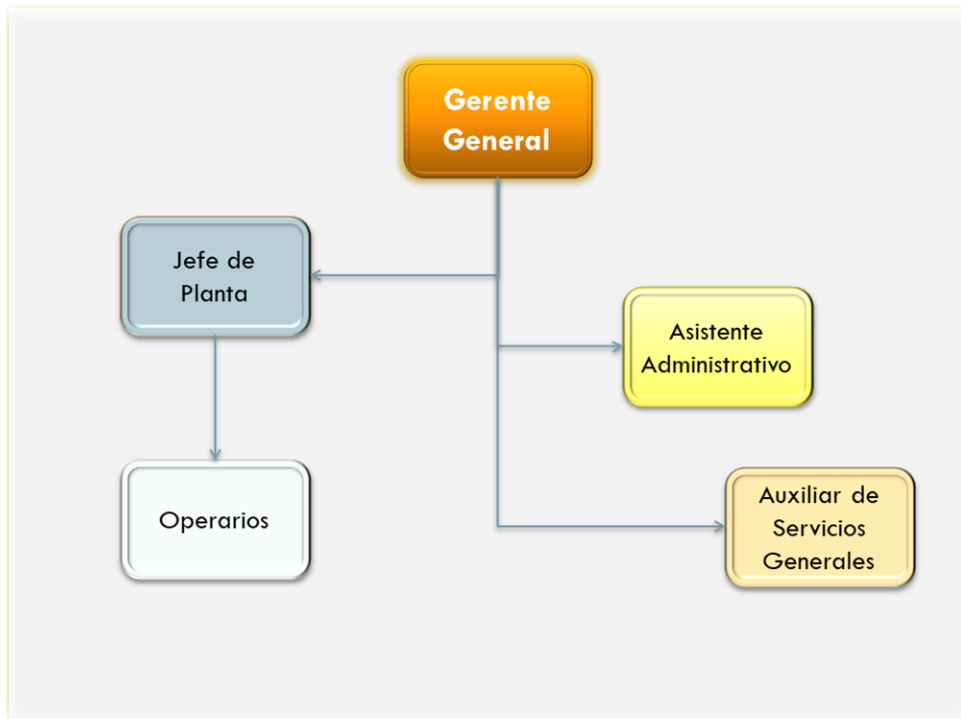 Gerente
General
Jefe de
Planta
Asistente
Administrativo
Operarios
Auxiliar de
Servicios
Generales